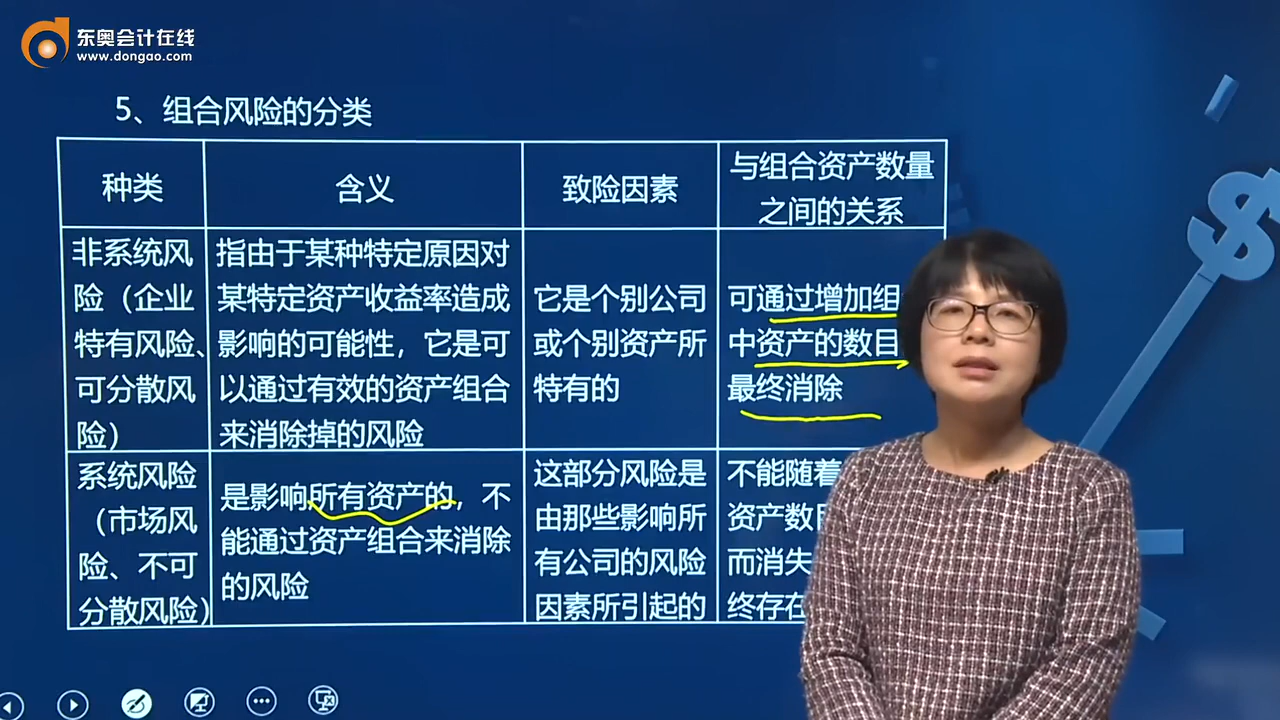 东奥会计在线
www.dongao.com
5、组合风险的分类
种类
含义
致险因素
与组合资产数量
之间的关系
非系统风
险（企业
特有风险、
可分散风
险）
指由于某种特定原因对
某特定资产收益率造成
影响的可能性，它是可
以通过有效的资产组合
来消除掉的风险
它是个别公司
或个别资产所
特有的
可通过增加组
中资产的数目
最终消除
系统风险
（市场风
险、不可
分散风险）
是影响所有资产的，不
能通过资产组合来消除
的风险
这部分风险是
由那些影响所
有公司的风险
因素所引起的
不能随着
资产数目
而消失
终存在